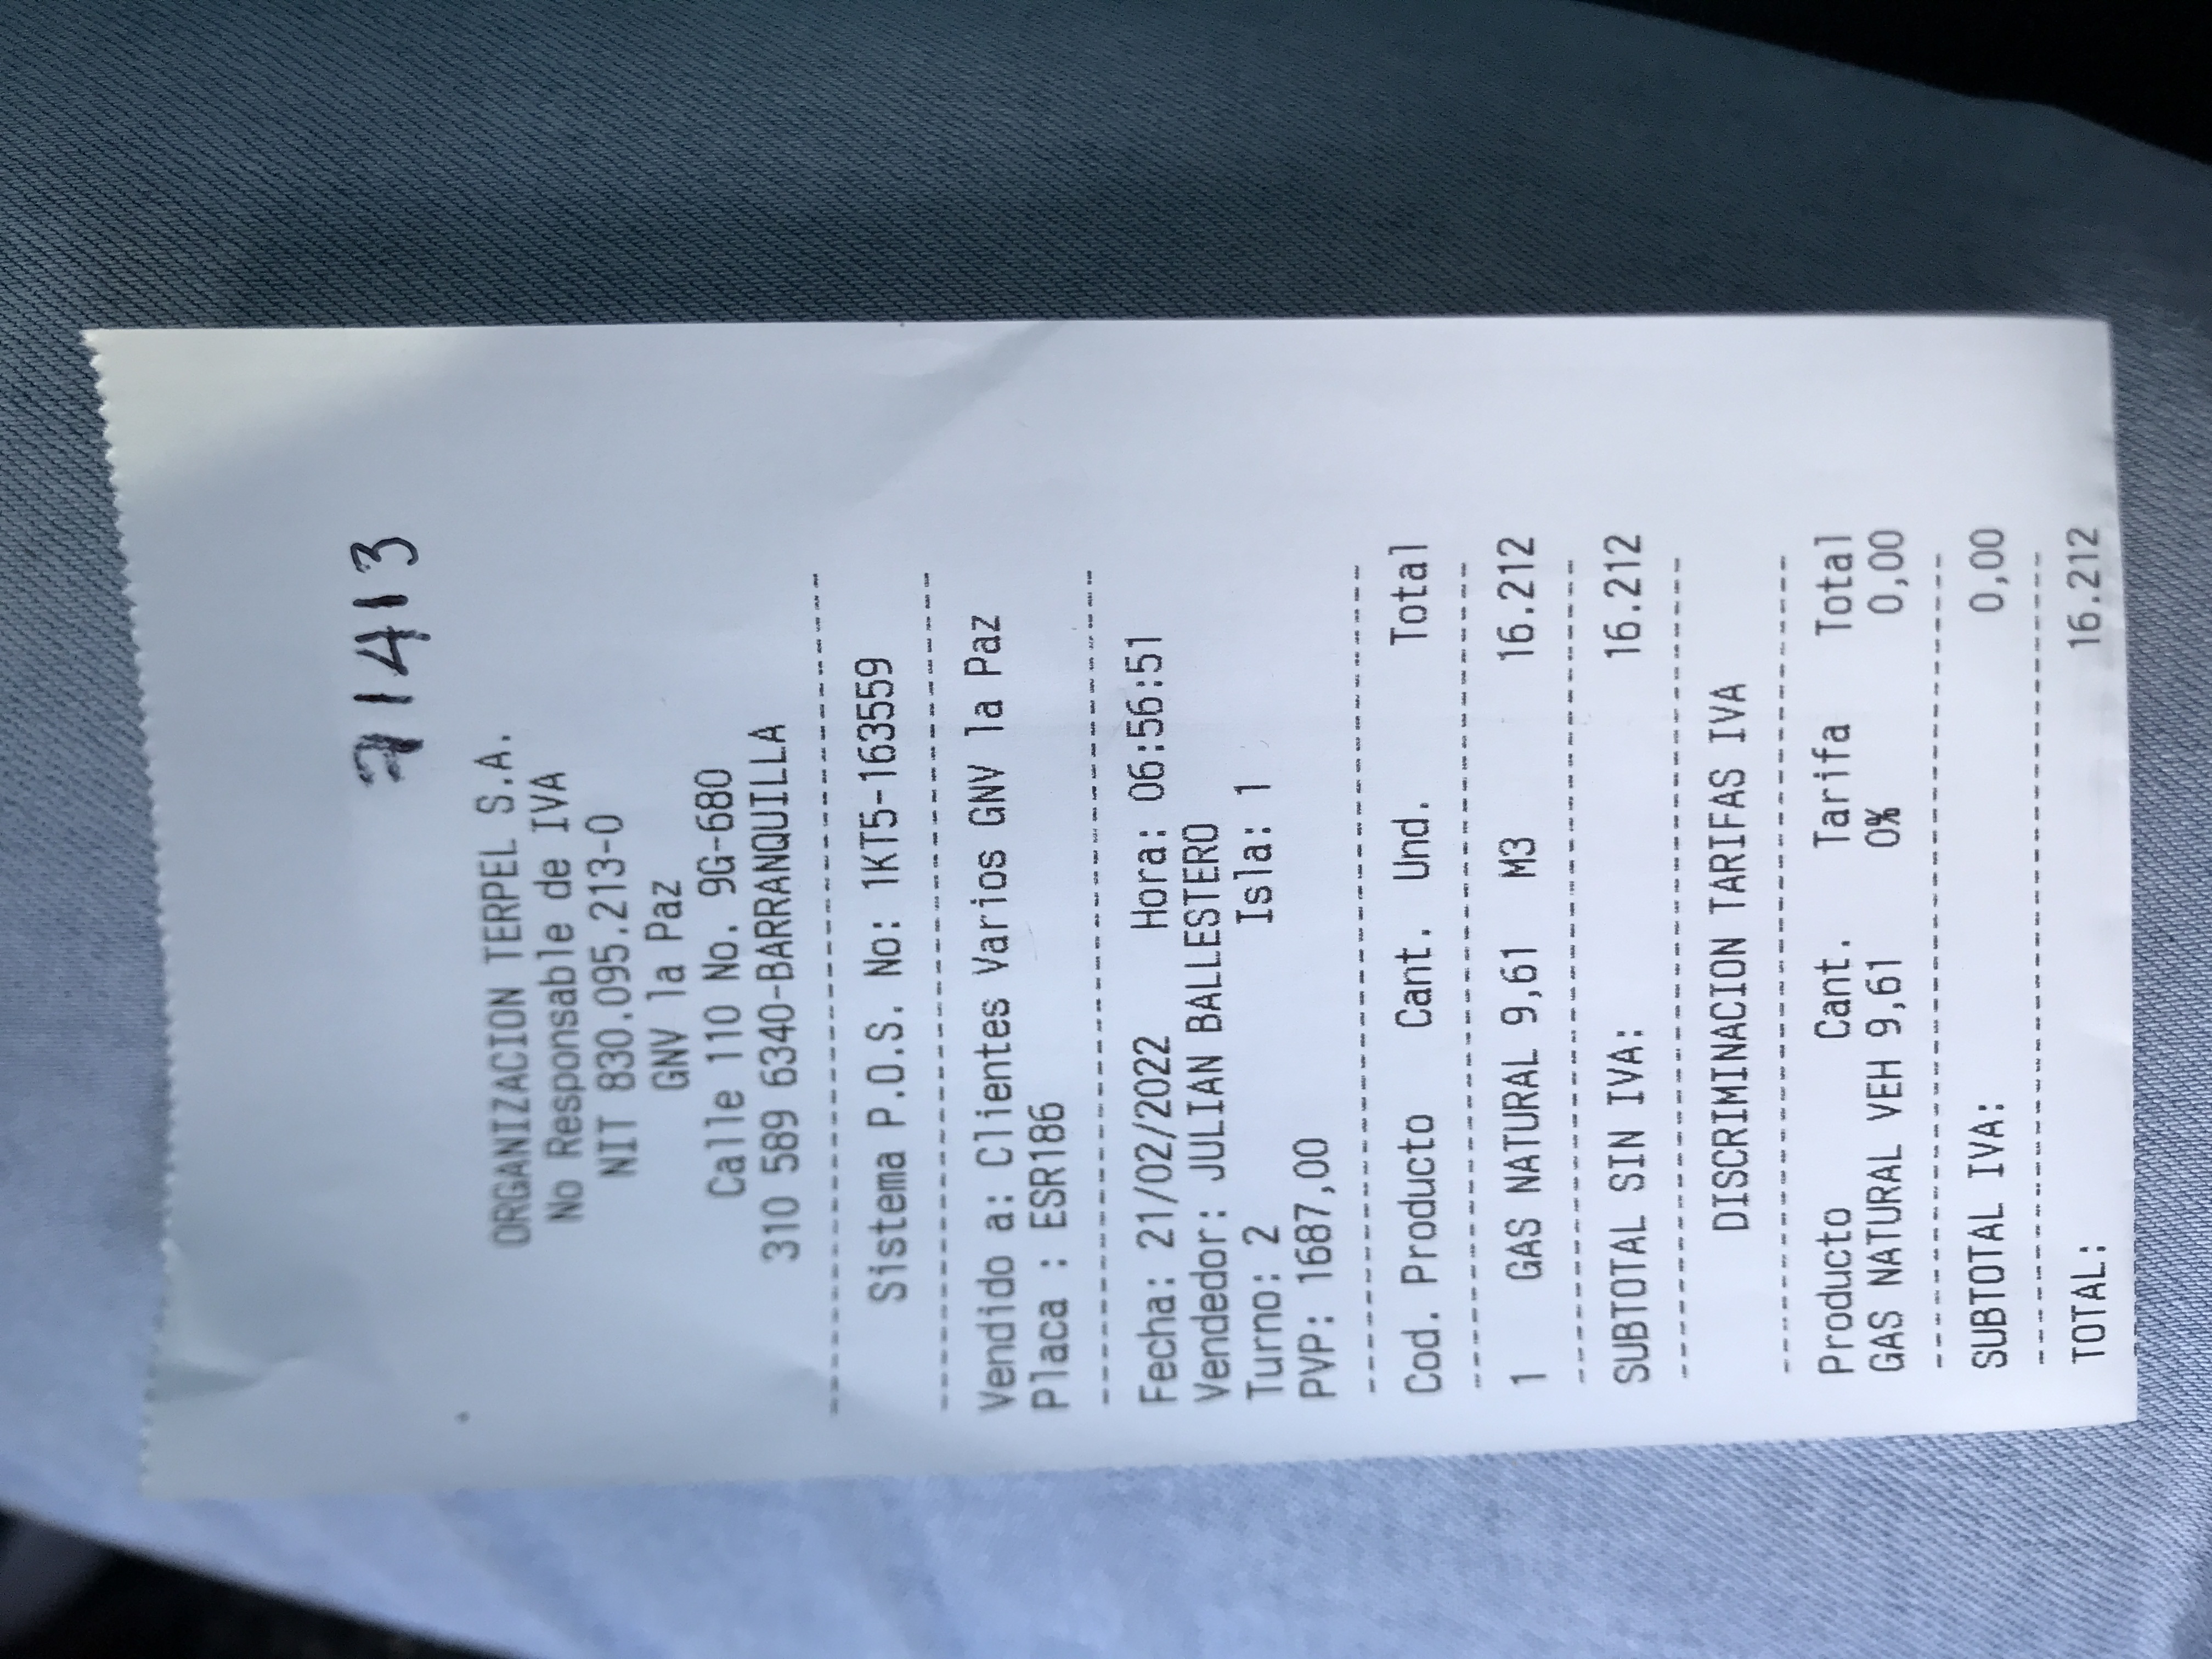 71413
ORGANIZACION TERPEL S.A.
No Responsable de IVA
NIT 830.095.213-0
GNV la Paz
Calle 110 No. 9G-680
310 589 6340-BARRANQUILLA
Sistema P.O.S. No: 1KT5-163559
Vendido a: Clientes Varios GNV la Paz
Placa : ESR186
Fecha: 21/02/2022 Hora: 06:56:51
Vendedor: JULIAN BALLESTERO
Turno: 2 Isla: 1
PVP: 1687,00
Cod. Producto Cant. Und. Total
1 GAS NATURAL 9,61 M3 16.212
SUBTOTAL SIN IVA: 16.212
DISCRIMINACION TARIFAS IVA
Producto Cant. Tarifa Total
GAS NATURAL VEH 9,61 0% 0,00
SUBTOTAL IVA: 0,00
TOTAL: 16.212